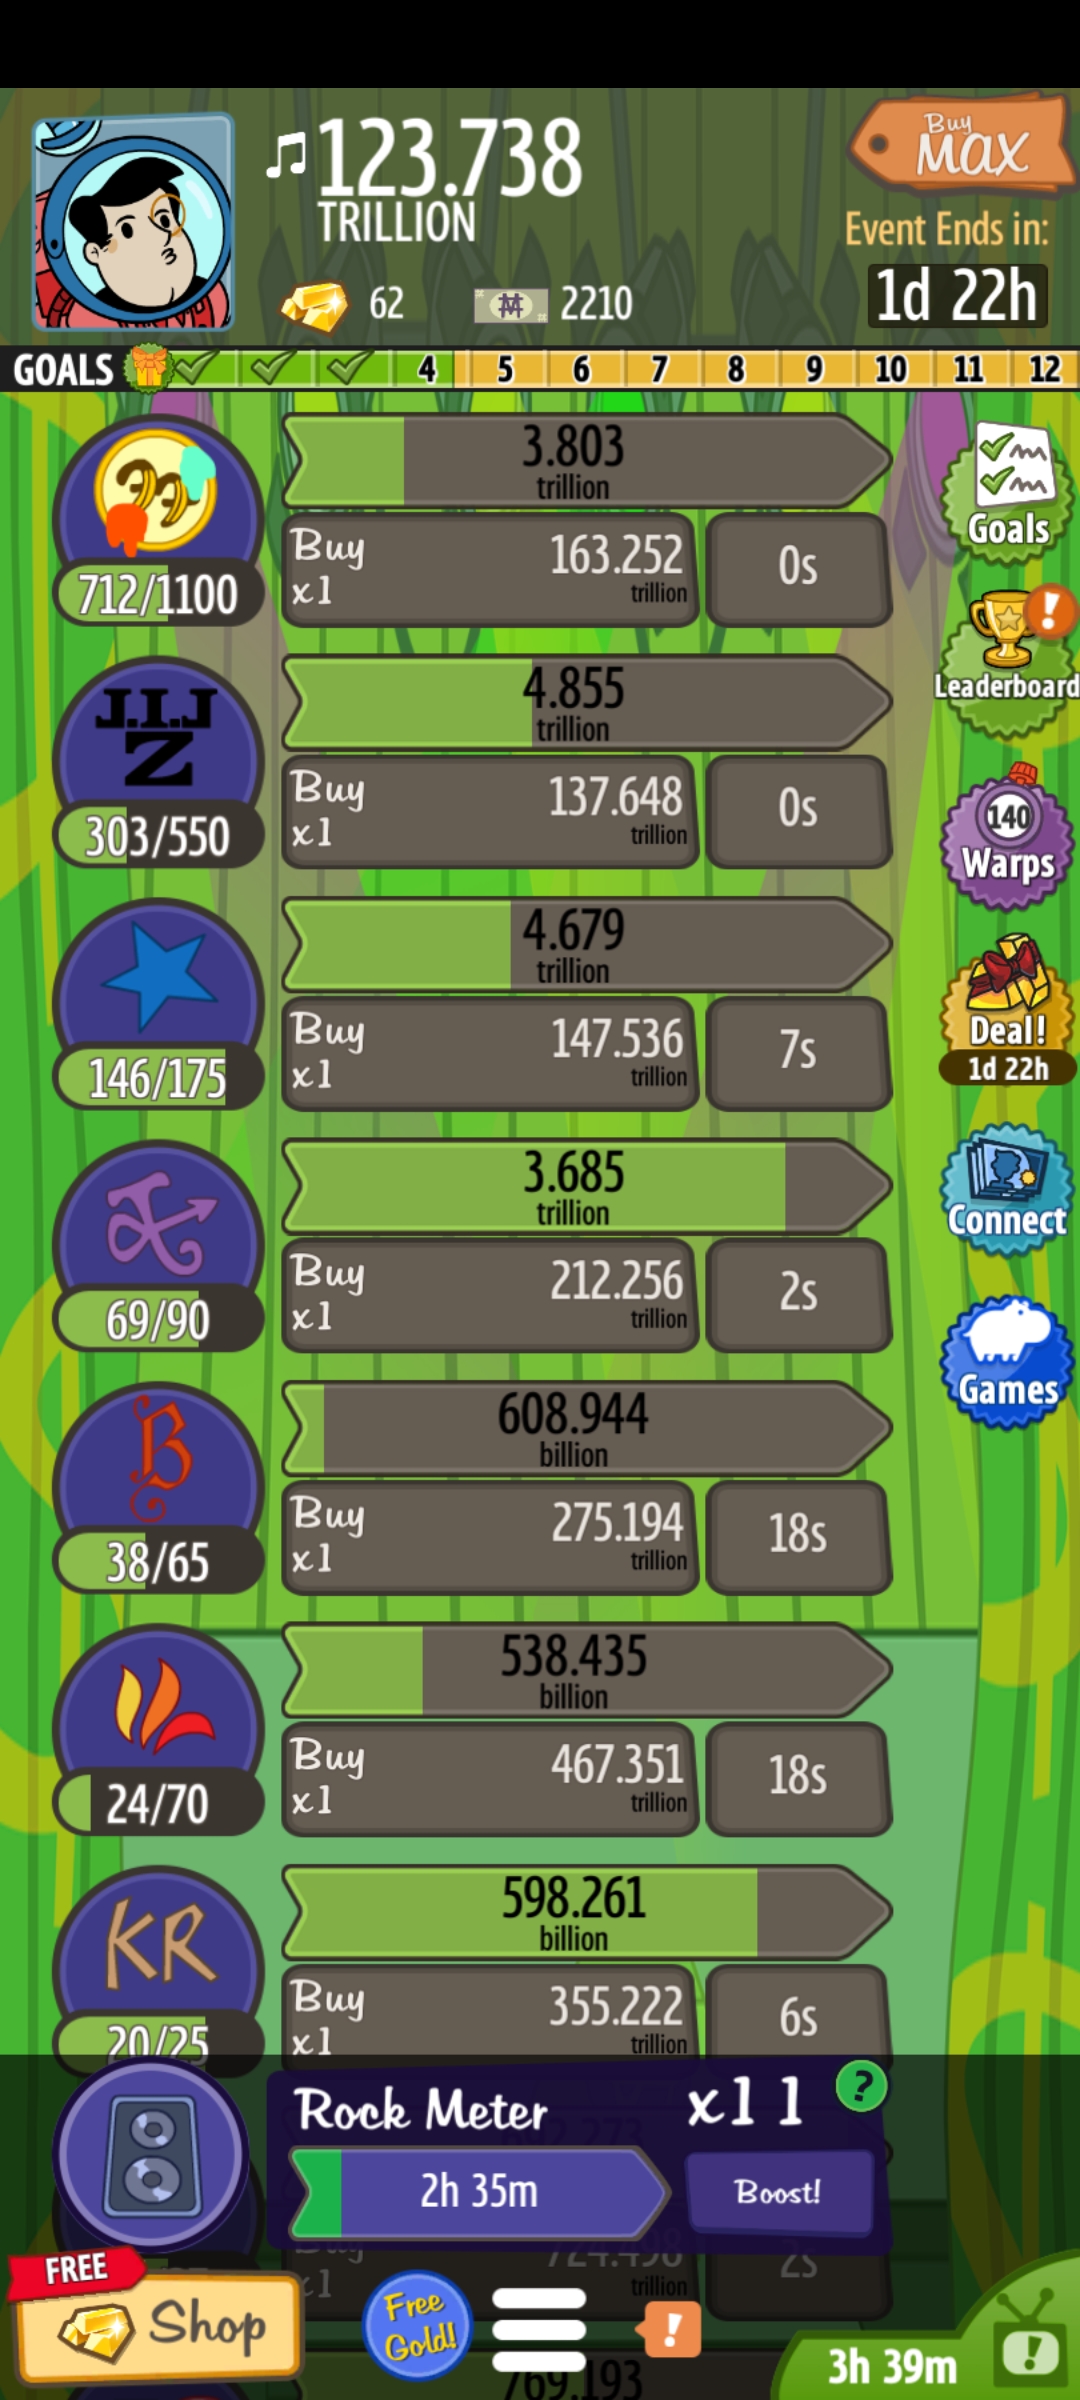 ♫123.738
TRILLION
62
2210
Buy
MAX
Event Ends in:
1d 22h
GOALS
4 5 6 7 8 9 10 11 12
3.803
trillion
712/1100
Buy
x1
163.252
trillion
0s
Goals
J.I.J
Z
4.855
trillion
303/550
Buy
x1
137.648
trillion
0s
Leaderboard
140
Warps
4.679
trillion
146/175
Buy
x1
147.536
trillion
7s
Deal!
1d 22h
3.685
trillion
69/90
Buy
x1
212.256
trillion
2s
Connect
B
608.944
billion
38/65
Buy
x1
275.194
trillion
18s
Games
538.435
billion
24/70
Buy
x1
467.351
trillion
18s
KR
598.261
billion
20/25
Buy
x1
355.222
trillion
6s
Rock Meter
x11
?
2h 35m
Boost!
Buy
x1
724.498
trillion
2s
FREE
Shop
Free
Gold!
!
769.193
3h 39m
!